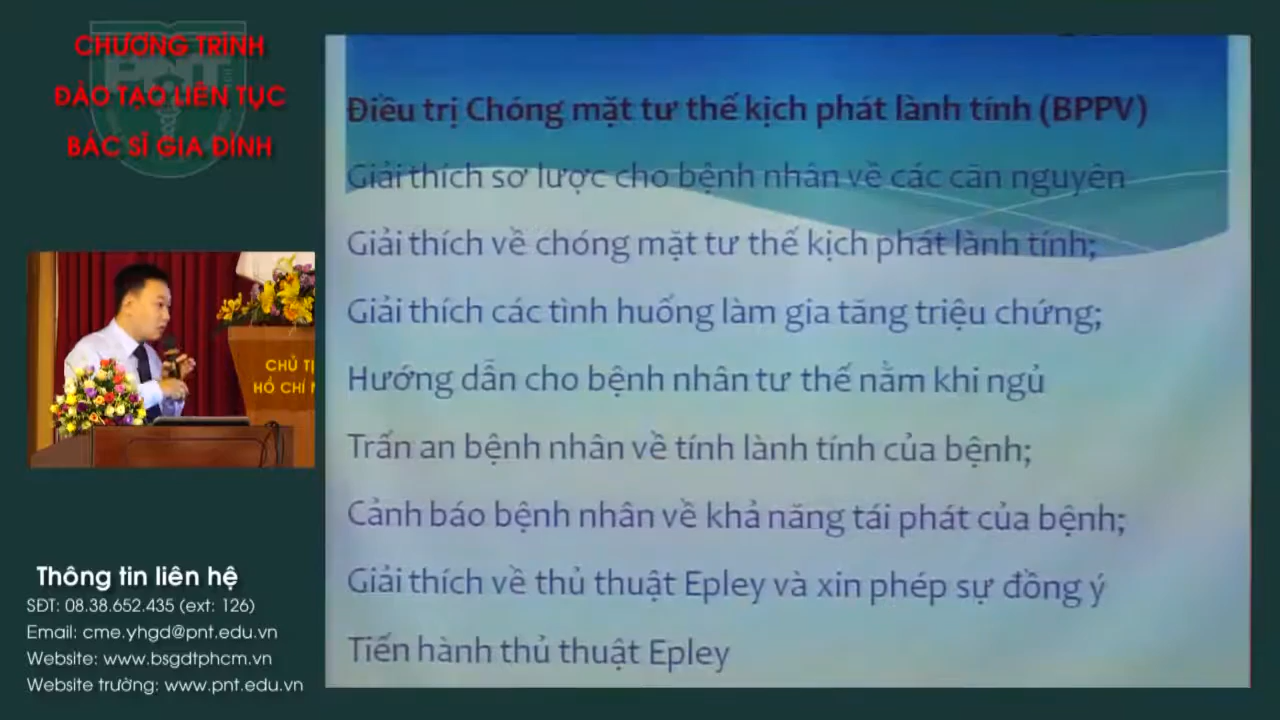 CHƯƠNG TRÌNH
ĐÀO TẠO LIÊN TỤC
BÁC SĨ GIA ĐÌNH
PNT
Điều trị Chóng mặt tư thế kịch phát lành tính (BPPV)
Giải thích sơ lược cho bệnh nhân về các căn nguyên
Giải thích về chóng mặt tư thế kịch phát lành tính;
Giải thích các tình huống làm gia tăng triệu chứng;
Hướng dẫn cho bệnh nhân tư thế nằm khi ngủ
Trấn an bệnh nhân về tính lành tính của bệnh;
Cảnh báo bệnh nhân về khả năng tái phát của bệnh;
Giải thích về thủ thuật Epley và xin phép sự đồng ý
Tiến hành thủ thuật Epley
CHỦ TỊ
HỒ CHÍ M
Thông tin liên hệ
SĐT: 08.38.652.435 (ext: 126)
Email: cme.yhgd@pnt.edu.vn
Website: www.bsgdtphcm.vn
Website trường: www.pnt.edu.vn